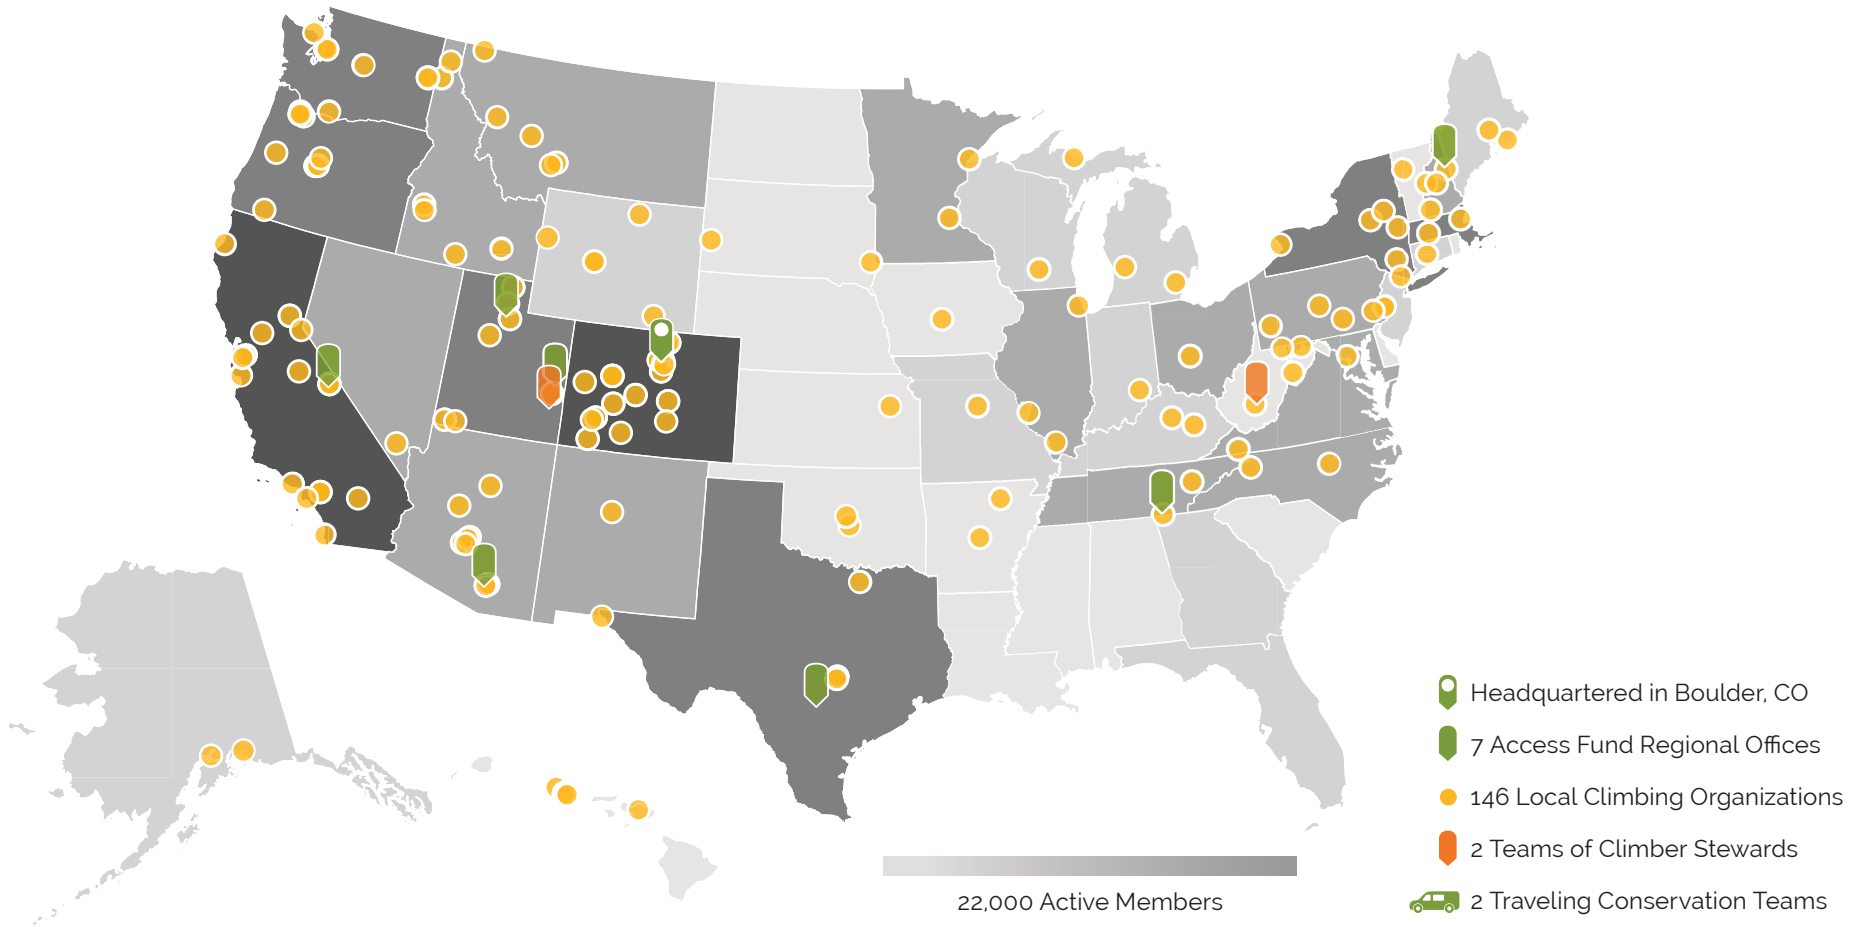 Headquartered in Boulder, CO
7 Access Fund Regional Offices
146 Local Climbing Organizations
2 Teams of Climber Stewards
22,000 Active Members
2 Traveling Conservation Teams